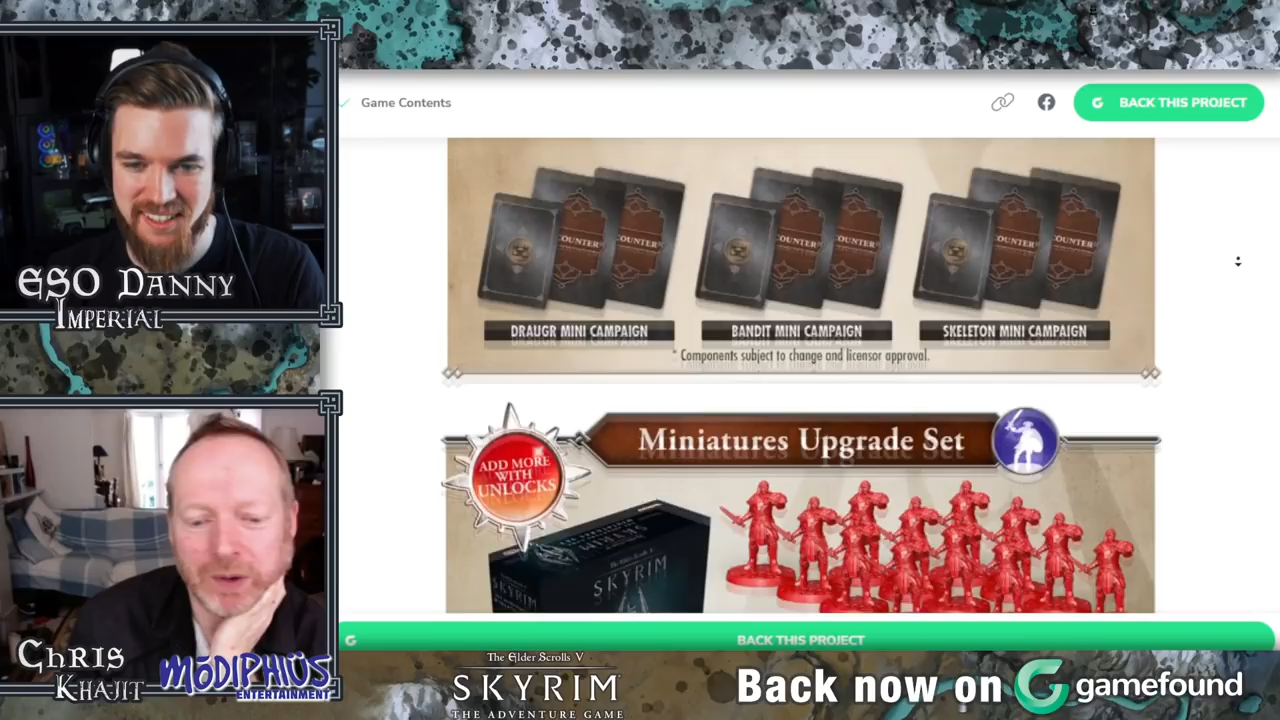 Game Contents
BACK THIS PROJECT
COUNTER
COUNTER
COUNTER
COUNTER
COUNTER
COUNTER
DRAUGR MINI CAMPAIGN
BANDIT MINI CAMPAIGN
SKELETON MINI CAMPAIGN
* Components subject to change and licensor approval.
Miniatures Upgrade Set
ADD MORE
WITH
UNLOCKS
SKYRIM
BACK THIS PROJECT
ESO DANNY
IMPERIAL
CHRIS
KHAJIT
MŌDIPHIÜS
ENTERTAINMENT
The Elder Scrolls V
SKYRIM
THE ADVENTURE GAME
Back now on
gamefound